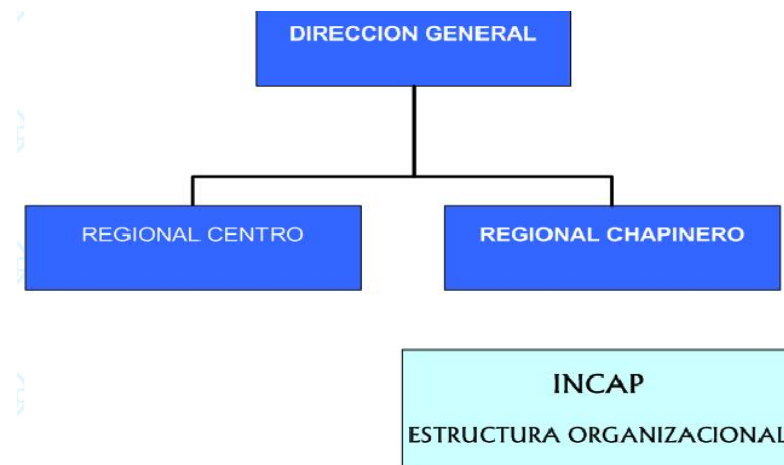 DIRECCION GENERAL
REGIONAL CENTRO
REGIONAL CHAPINERO
INCAP
ESTRUCTURA ORGANIZACIONAL